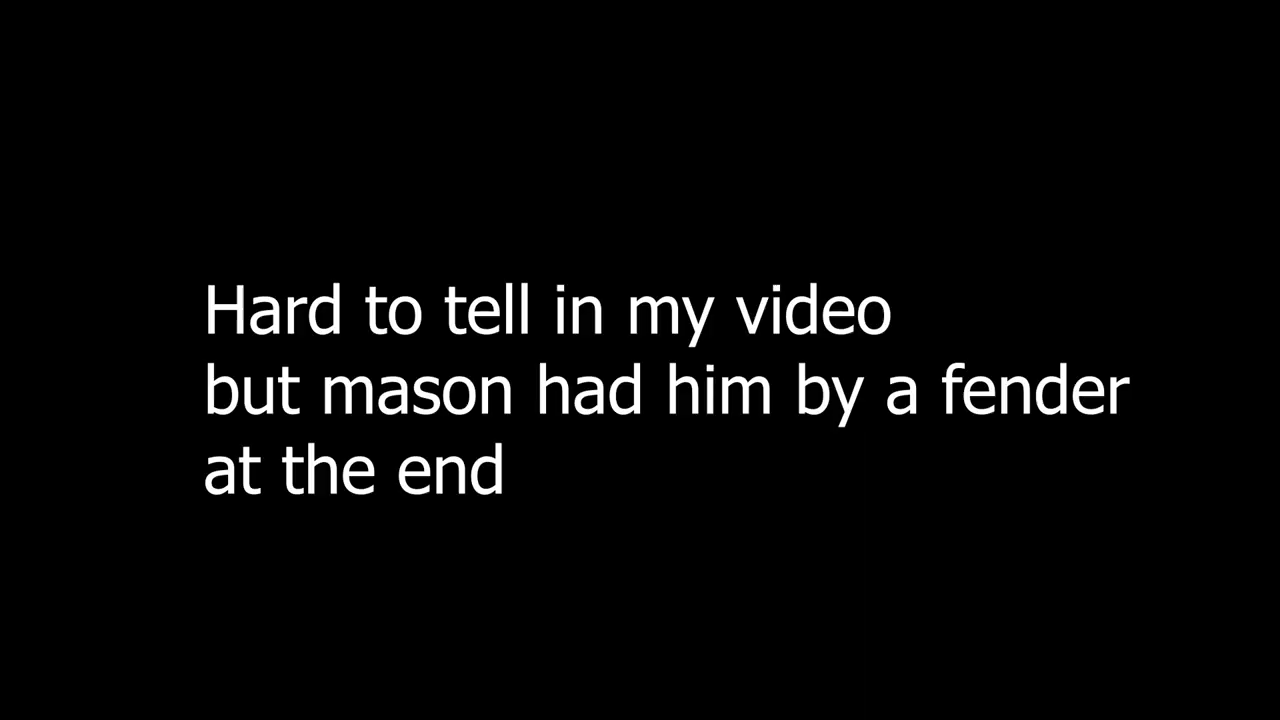 Hard to tell in my video
but mason had him by a fender
at the end